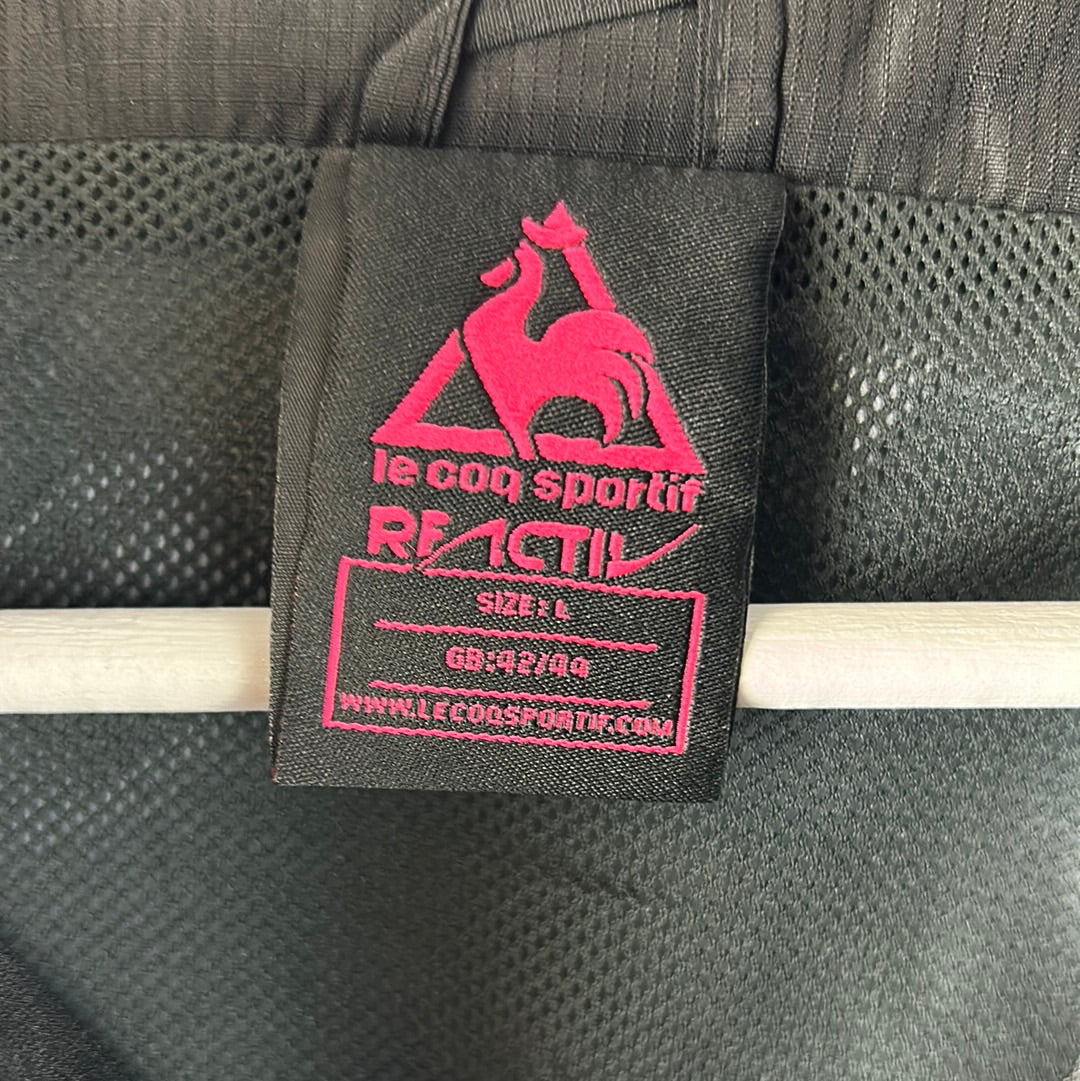 le coq sportif
REACTIV
SIZE: L
GB:42/44
WWW.LECOQSPORTIF.COM